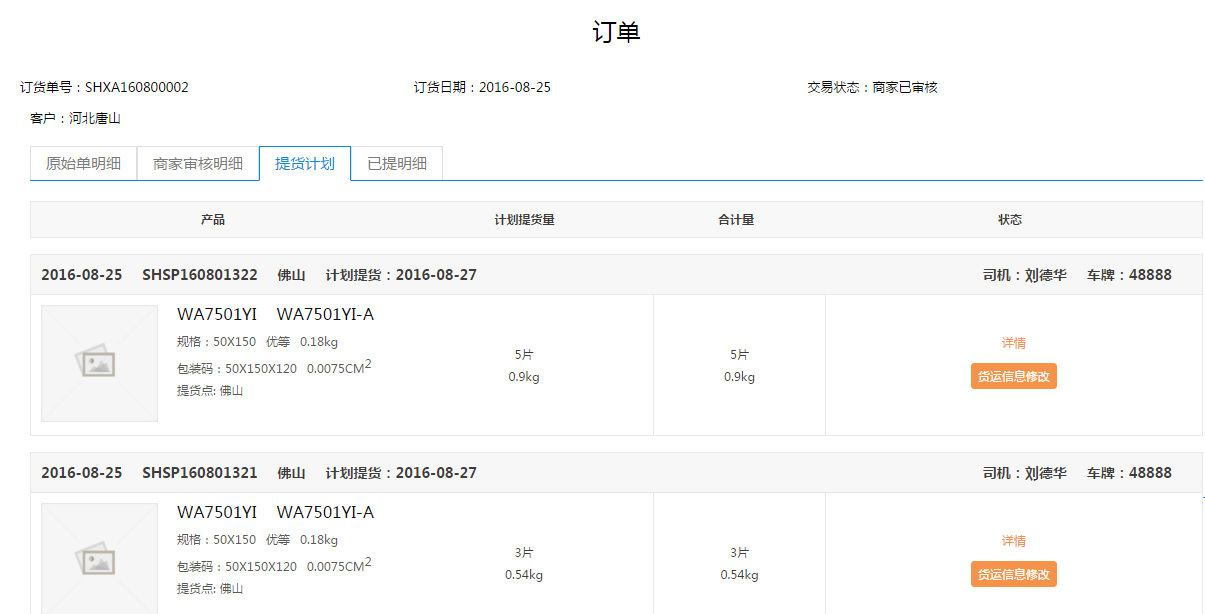 订单
订货单号：SHXA160800002 订货日期：2016-08-25 交易状态：商家已审核
客户：河北唐山
原始单明细 商家审核明细 提货计划 已提明细
产品 计划提货量 合计量 状态
2016-08-25 SHSP160801322 佛山 计划提货：2016-08-27 司机：刘德华 车牌：48888
WA7501YI WA7501YI-A
规格：50X150 优等 0.18kg
包装码：50X150X120 0.0075CM²
提货点: 佛山
5片
0.9kg
5片
0.9kg
详情
货运信息修改
2016-08-25 SHSP160801321 佛山 计划提货：2016-08-27 司机：刘德华 车牌：48888
WA7501YI WA7501YI-A
规格：50X150 优等 0.18kg
包装码：50X150X120 0.0075CM²
提货点: 佛山
3片
0.54kg
3片
0.54kg
详情
货运信息修改